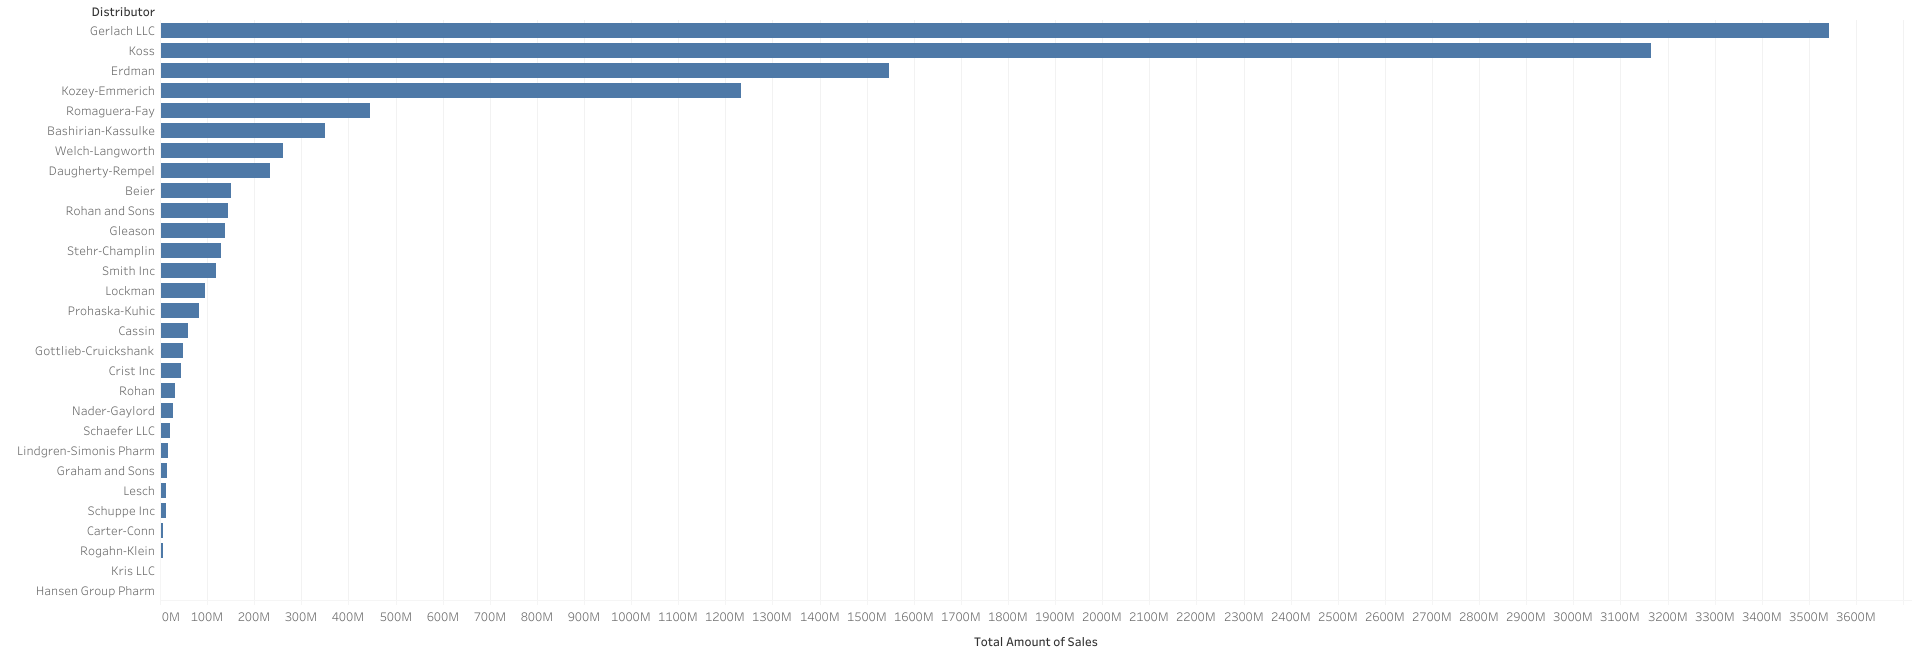 Distributor
Gerlach LLC
Koss
Erdman
Kozey-Emmerich
Romaguera-Fay
Bashirian-Kassulke
Welch-Langworth
Daugherty-Rempel
Beier
Rohan and Sons
Gleason
Stehr-Champlin
Smith Inc
Lockman
Prohaska-Kuhic
Cassin
Gottlieb-Cruickshank
Crist Inc
Rohan
Nader-Gaylord
Schaefer LLC
Lindgren-Simonis Pharm
Graham and Sons
Lesch
Schuppe Inc
Carter-Conn
Rogahn-Klein
Kris LLC
Hansen Group Pharm
0M 100M 200M 300M 400M 500M 600M 700M 800M 900M 1000M 1100M 1200M 1300M 1400M 1500M 1600M 1700M 1800M 1900M 2000M 2100M 2200M 2300M 2400M 2500M 2600M 2700M 2800M 2900M 3000M 3100M 3200M 3300M 3400M 3500M 3600M
Total Amount of Sales